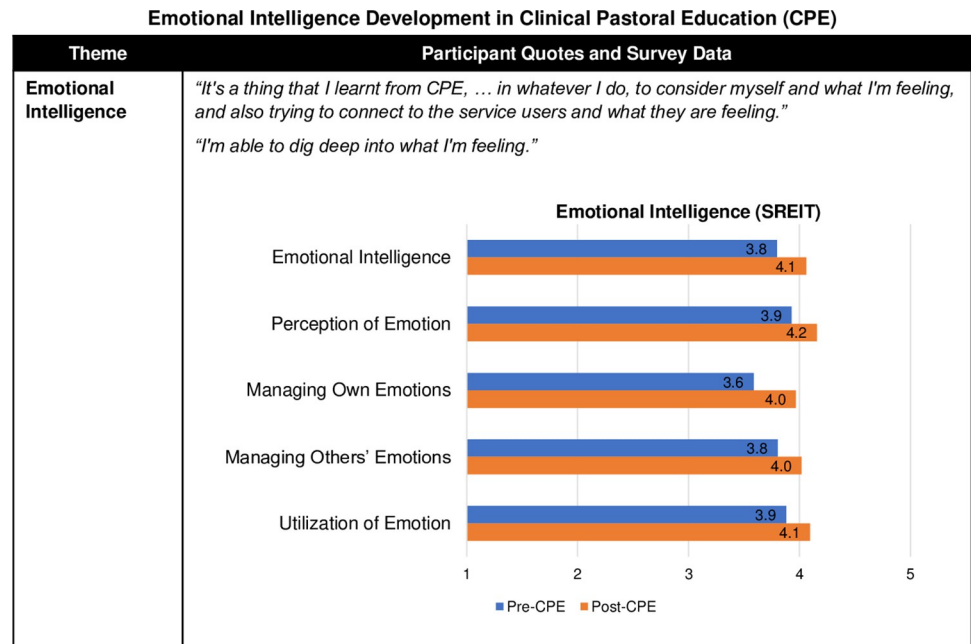 Emotional Intelligence Development in Clinical Pastoral Education (CPE)
Theme
Participant Quotes and Survey Data
Emotional
Intelligence
“It's a thing that I learnt from CPE, … in whatever I do, to consider myself and what I'm feeling,
and also trying to connect to the service users and what they are feeling.”
“I'm able to dig deep into what I'm feeling.”
Emotional Intelligence (SREIT)
Emotional Intelligence
3.8
4.1
Perception of Emotion
3.9
4.2
Managing Own Emotions
3.6
4.0
Managing Others’ Emotions
3.8
4.0
Utilization of Emotion
3.9
4.1
1 2 3 4 5
Pre-CPE Post-CPE